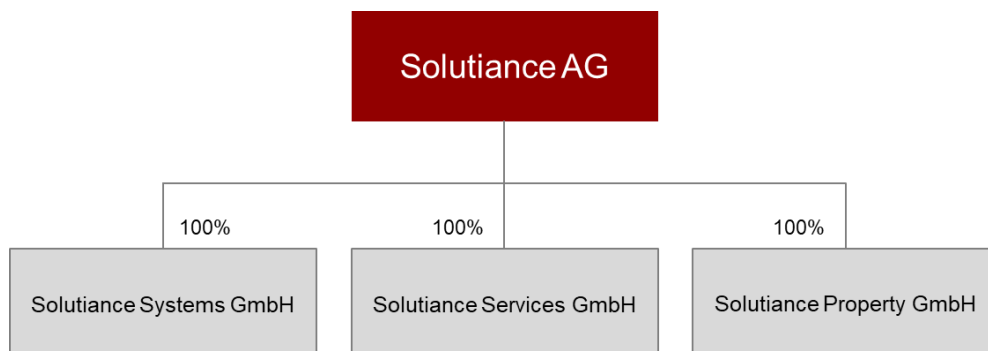 Solutiance AG
100%
100%
100%
Solutiance Systems GmbH
Solutiance Services GmbH
Solutiance Property GmbH